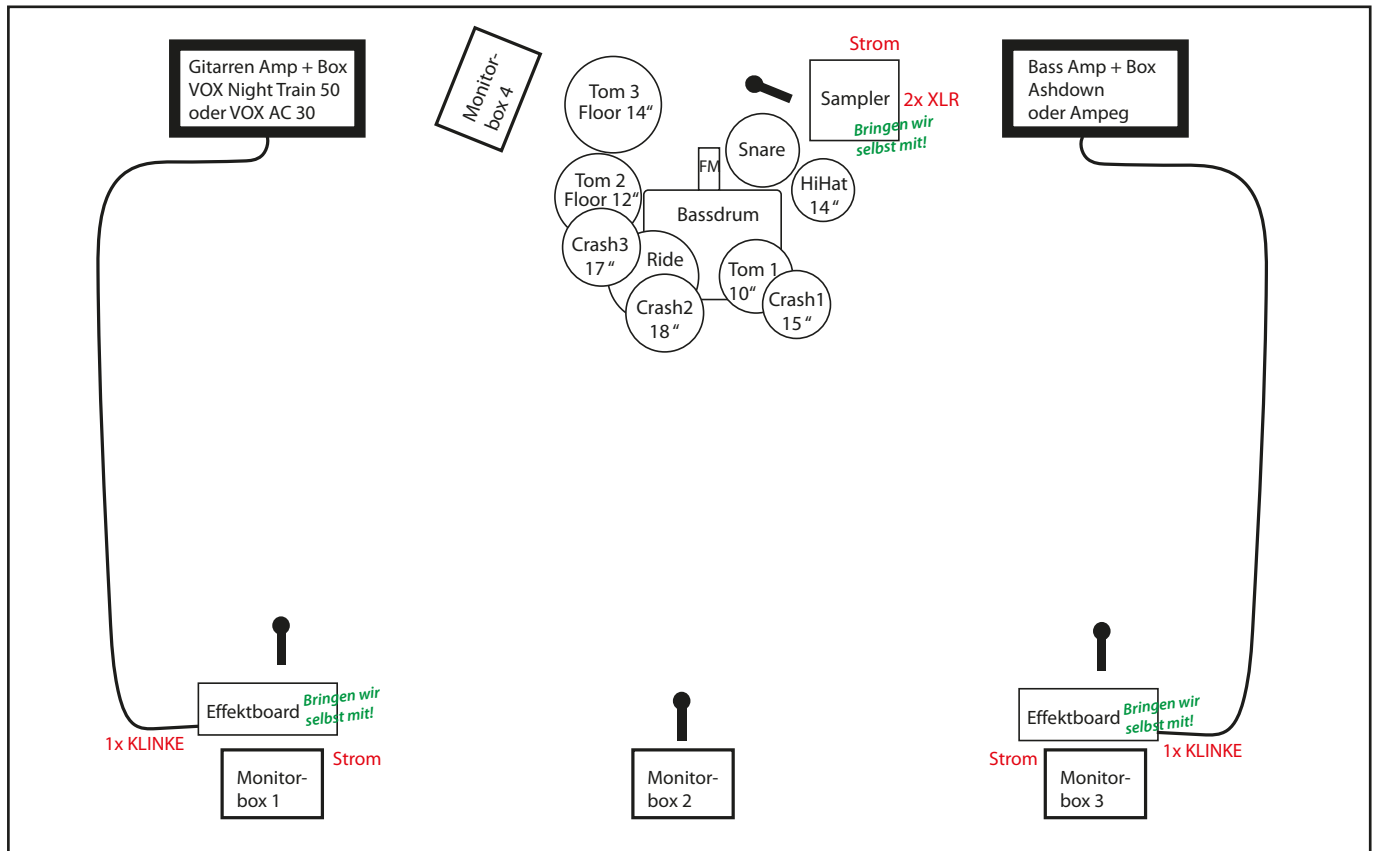 Gitarren Amp + Box
VOX Night Train 50
oder VOX AC 30
Monitor-
box 4
Tom 3
Floor 14“
Strom
Sampler
2x XLR
Bringen wir
selbst mit!
Bass Amp + Box
Ashdown
oder Ampeg
Snare
FM
HiHat
14 “
Tom 2
Floor 12“
Bassdrum
Crash3
17 “
Ride
Tom 1
10“
Crash2
18 “
Crash1
15 “
Effektboard
Bringen wir
selbst mit!
1x KLINKE
Strom
Monitor-
box 1
Monitor-
box 2
Effektboard
Bringen wir
selbst mit!
Strom
1x KLINKE
Monitor-
box 3